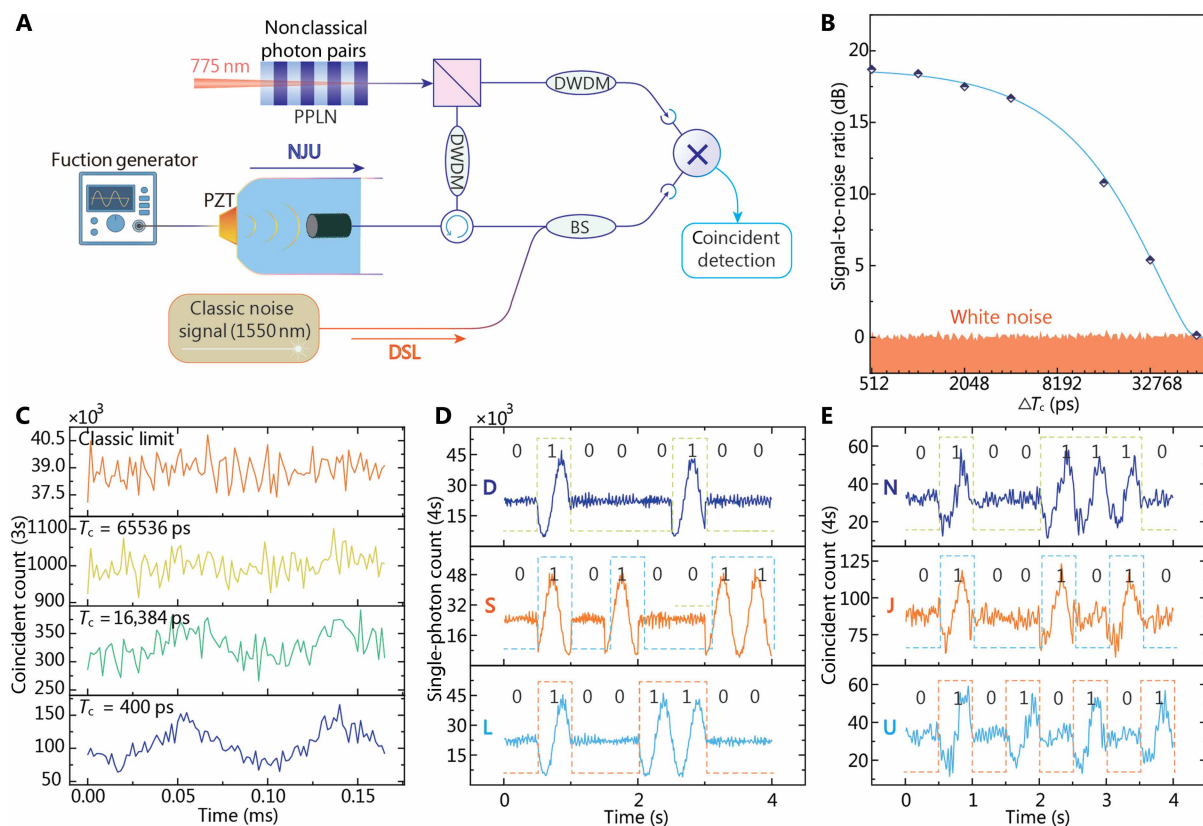 A
Nonclassical
photon pairs
775 nm
PPLN
DWDM
DWDM
Fuction generator
NJU
PZT
BS
Coincident
detection
Classic noise
signal (1550 nm)
DSL
B
Signal-to-noise ratio (dB)
20
15
10
5
0
White noise
512 2048 8192 32768
△Tc (ps)
C
×10³
Coincident count (3s)
Classic limit
40.5
39.0
37.5
Tc = 65536 ps
1100
1000
900
Tc = 16,384 ps
350
300
250
Tc = 400 ps
150
100
50
0.00 0.05 0.10 0.15
Time (ms)
D
×10³
Single-photon count (4s)
45
30
15
D
0 1 0 0 0 1 0 0
48
32
16
S
0 1 0 1 0 0 1 1
45
30
15
L
0 1 0 0 1 1 0 0
0 1 2 3 4
Time (s)
E
Coincident count (4s)
60
40
20
N
0 1 0 0 1 1 1 0
125
100
75
J
0 1 0 0 1 0 1 0
60
40
20
U
0 1 0 1 0 1 0 1
0 1 2 3 4
Time (s)